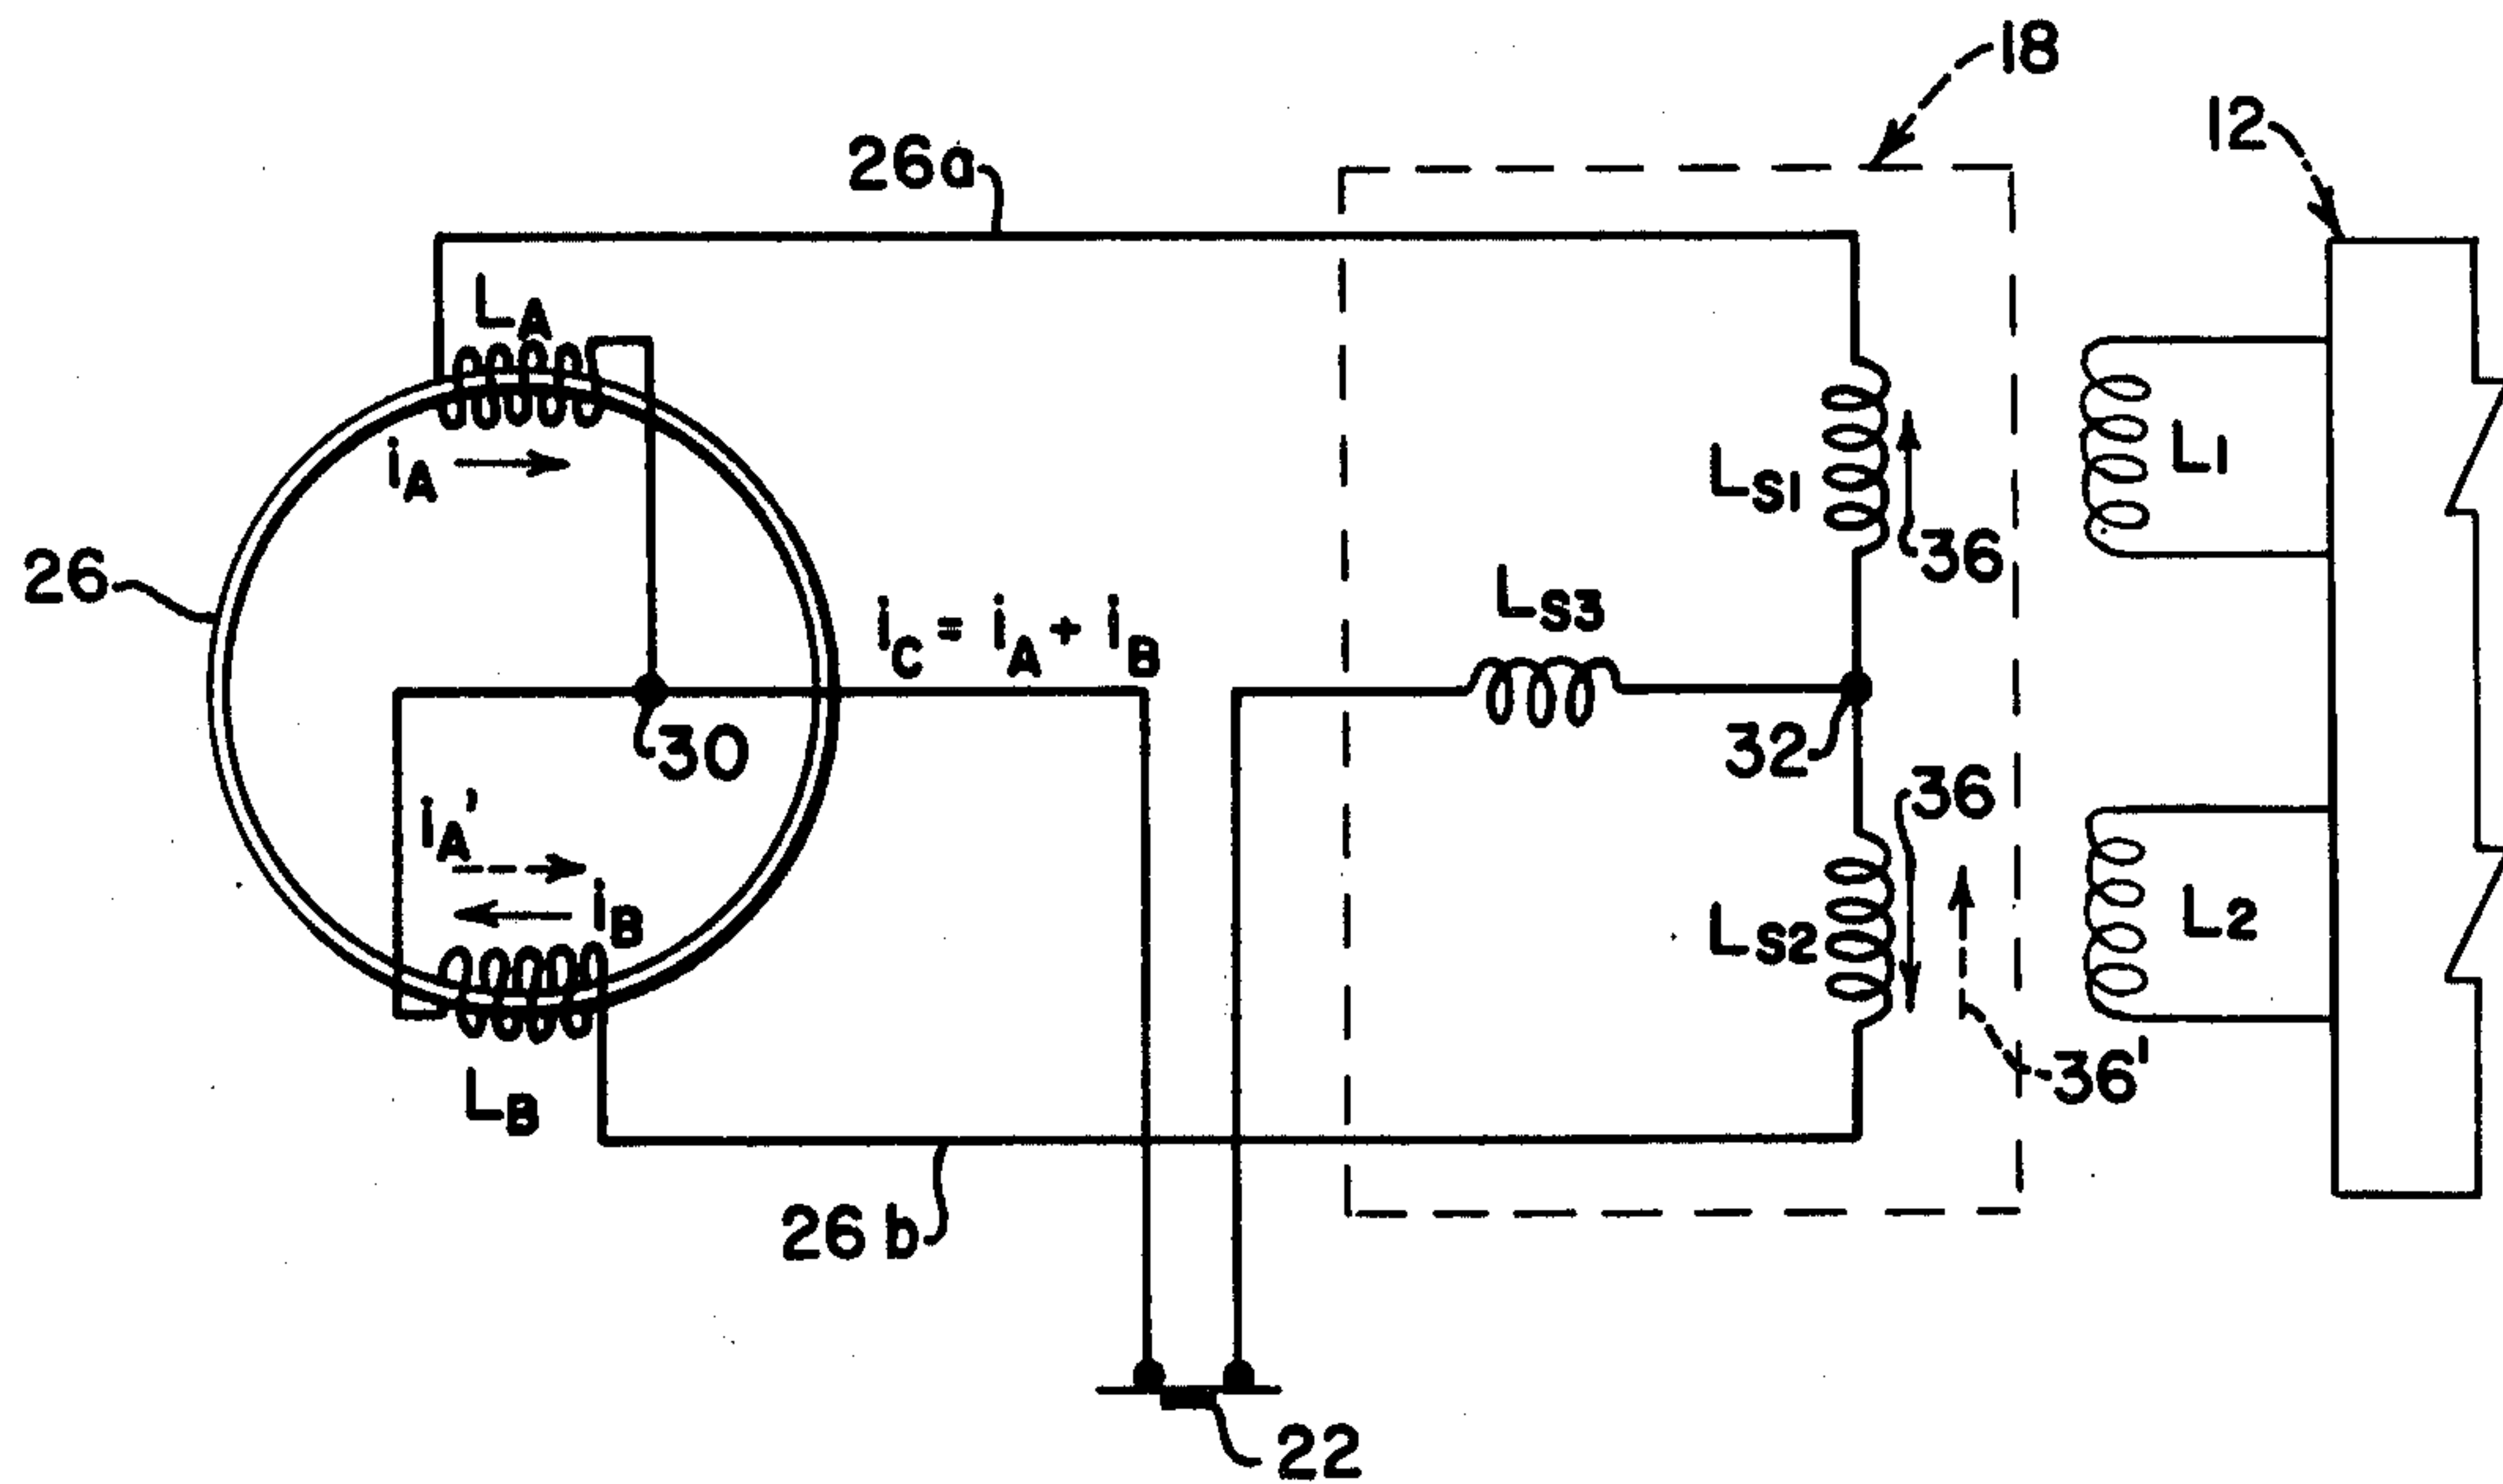 18
12
26a
LA
iA
LS1
L1
36
26
iC = iA + iB
LS3
30
32
36
iA'
iB
LS2
L2
36'
LB
26b
22